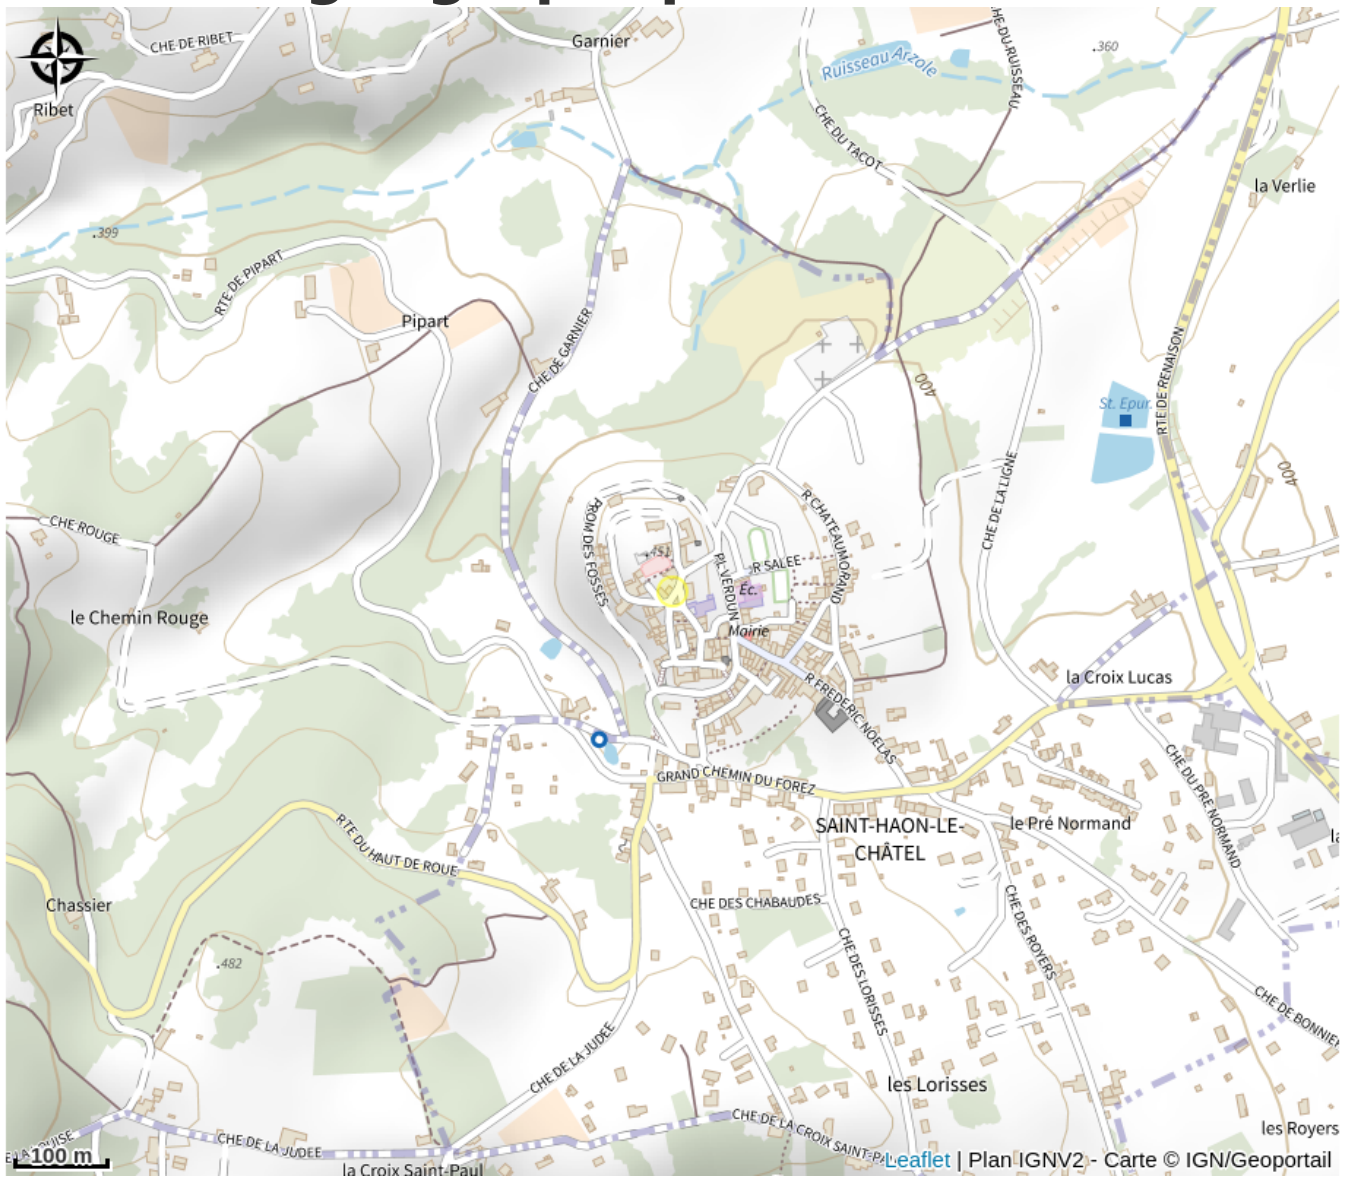 Garnier
CHE DE RIBET
Ribet
Ruisseau Arzole
.360
CHE DU TACOT
la Verlie
.399
RTE DE PIPART
Pipart
CHE DE GARNIER
RTE DE RENAISON
400
St. Epur.
400
CHE ROUGE
PROM DES FOSSES
R CHATEAUMORAND
CHE DE LA LIGNE
.451
PL VERDUN
R SALEE
Éc.
le Chemin Rouge
Mairie
R FREDERIC NOELAS
la Croix Lucas
GRAND CHEMIN DU FOREZ
CHE DU PRE NORMAND
SAINT-HAON-LE-
CHÂTEL
le Pré Normand
RTE DU HAUT DE ROUE
Chassier
CHE DES CHABAUDES
CHE DES LORISSES
CHE DES ROYERS
.482
CHE DE LA JUDEE
les Lorisses
les Royers
CHE DE LA JUDEE
CHE DE LA CROIX SAINT-PA
la Croix Saint-Paul
100 m
Leaflet | Plan IGNV2 - Carte © IGN/Geoportail